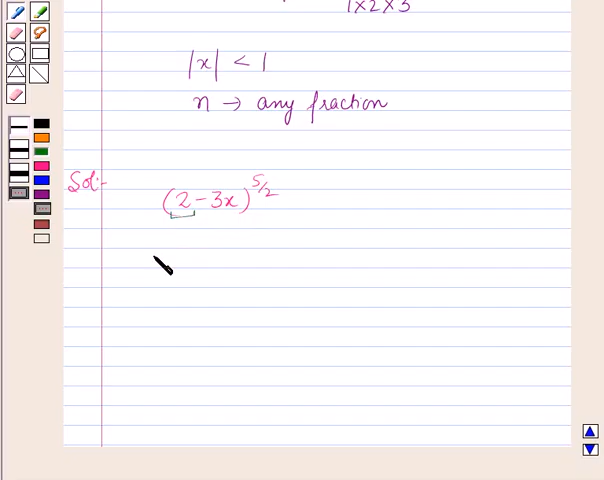 1×2×3
|x| < 1
n → any fraction
Sol:-
(2-3x)^5/2